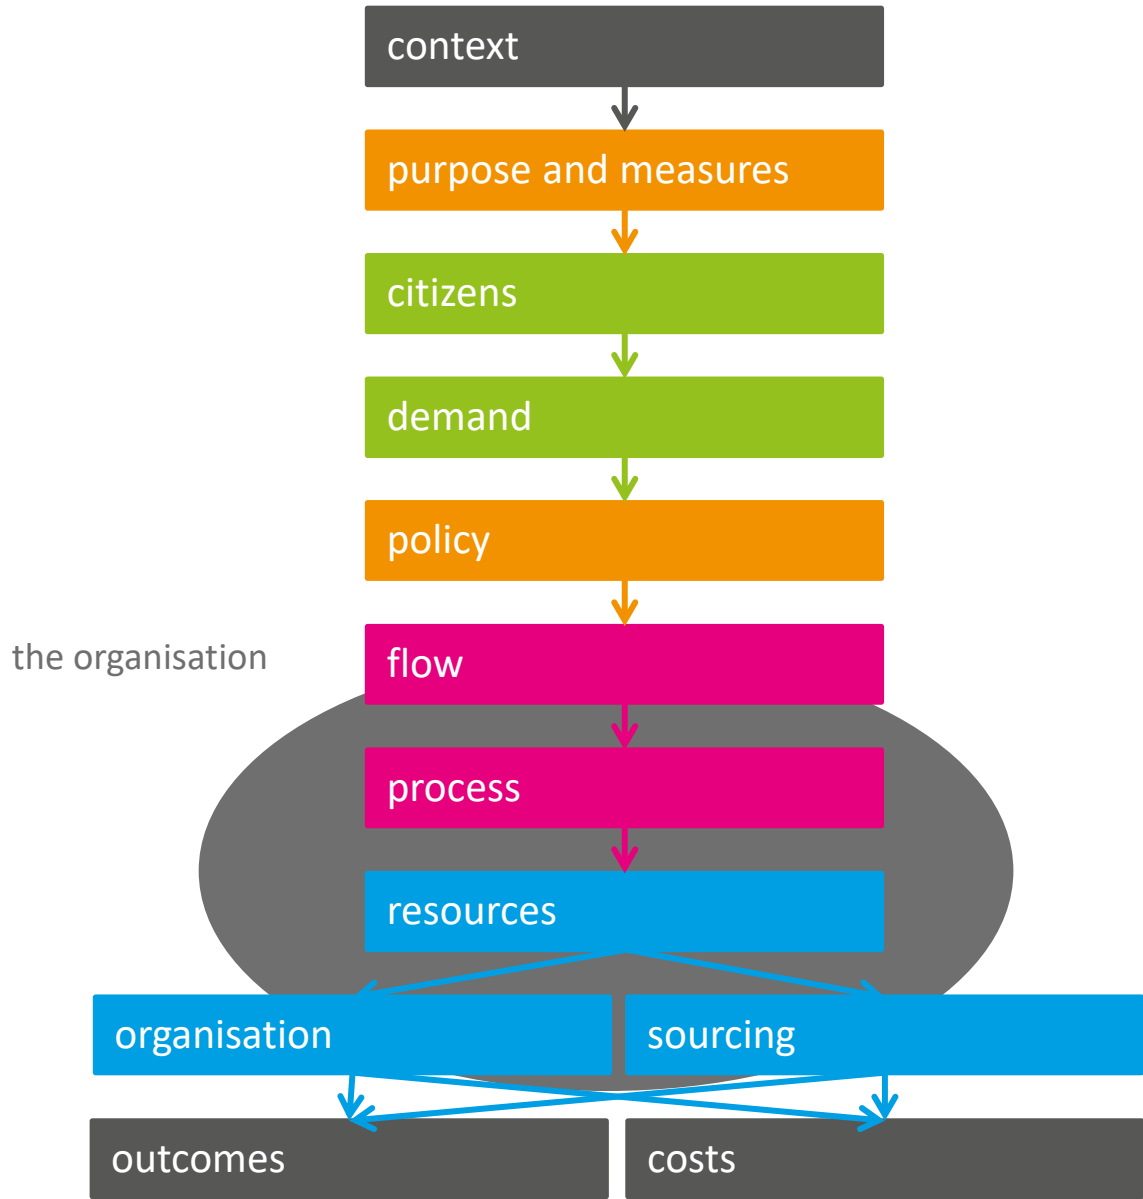 context
purpose and measures
citizens
demand
policy
the organisation
flow
process
resources
organisation
sourcing
outcomes
costs